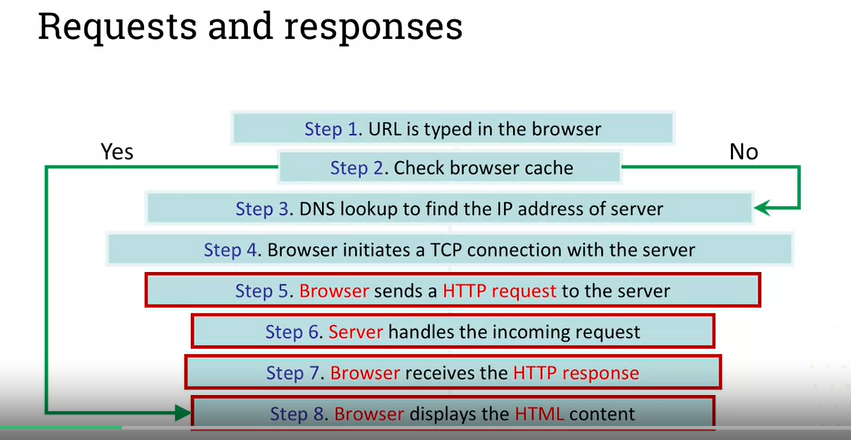 Requests and responses
Step 1. URL is typed in the browser
Yes
No
Step 2. Check browser cache
Step 3. DNS lookup to find the IP address of server
Step 4. Browser initiates a TCP connection with the server
Step 5. Browser sends a HTTP request to the server
Step 6. Server handles the incoming request
Step 7. Browser receives the HTTP response
Step 8. Browser displays the HTML content